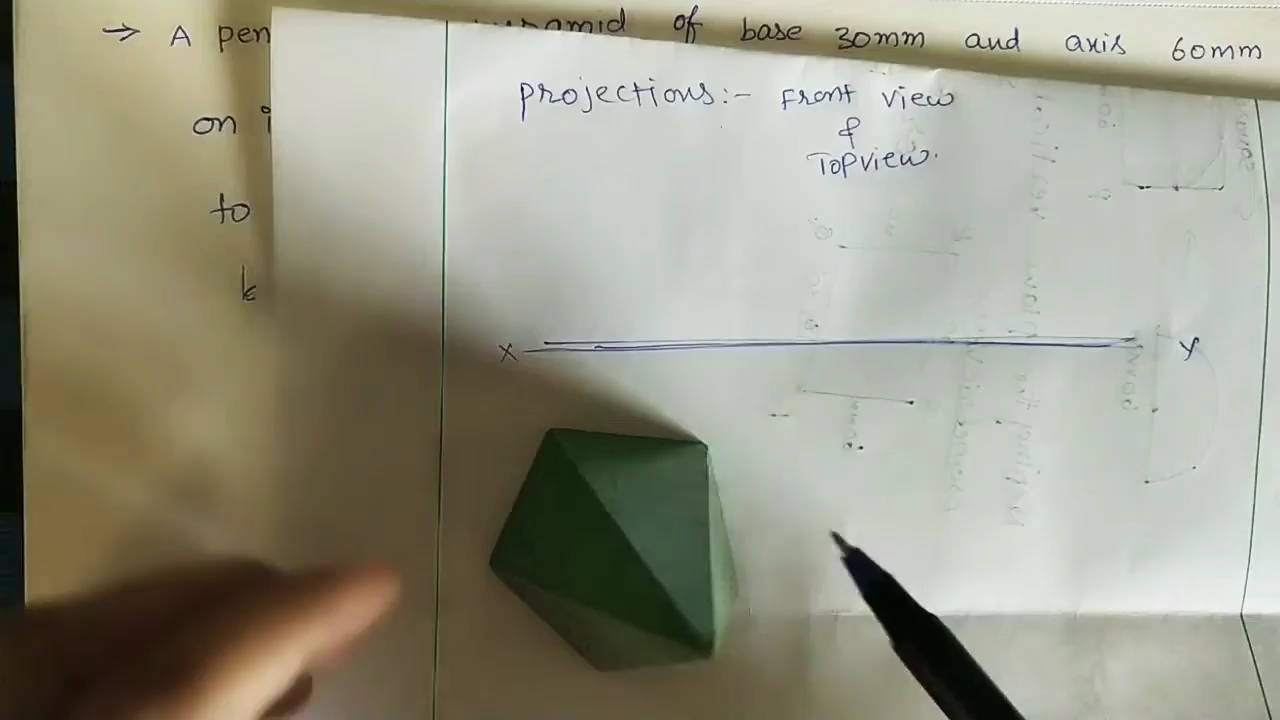 → A pen pyramid of base 30mm and axis 60mm
on i
to
k
projections:- Front view
&
Topview.
X Y